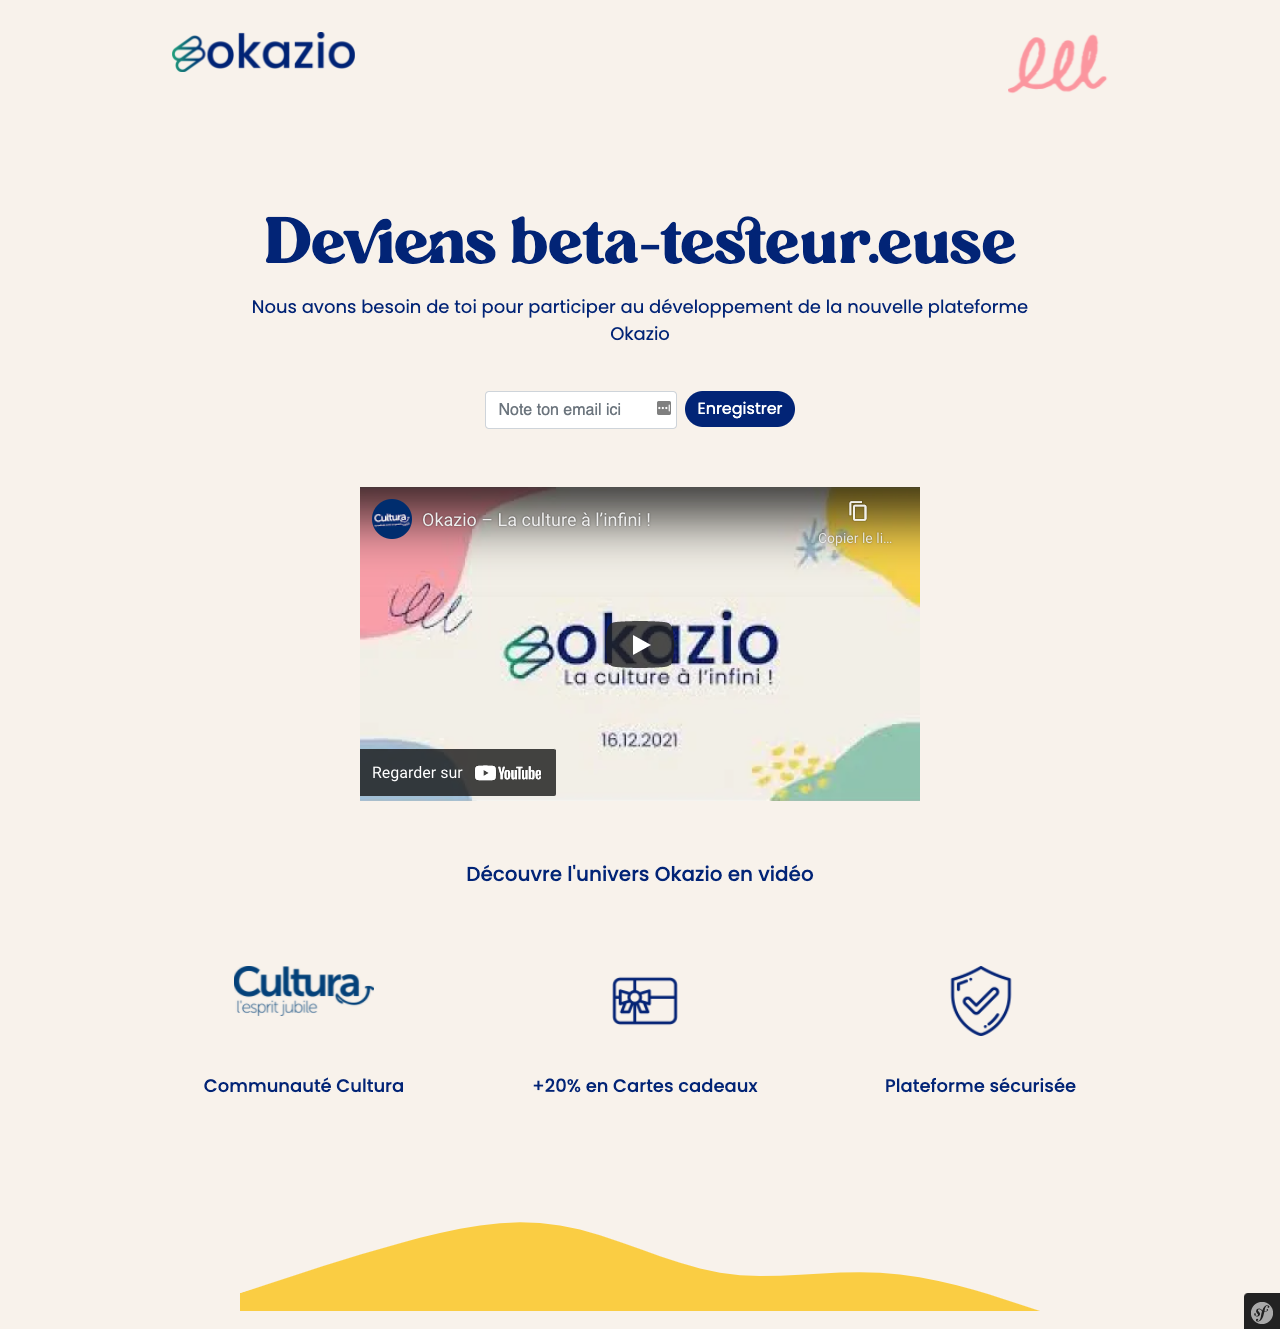 okazio
Deviens beta-testeur.euse
Nous avons besoin de toi pour participer au développement de la nouvelle plateforme
Okazio
Note ton email ici
Enregistrer
Cultura
Okazio – La culture à l’infini !
Copier le li...
okazio
La culture à l’infini !
16.12.2021
Regarder sur YouTube
Découvre l'univers Okazio en vidéo
Cultura
l'esprit jubile
Communauté Cultura
+20% en Cartes cadeaux
Plateforme sécurisée
sf